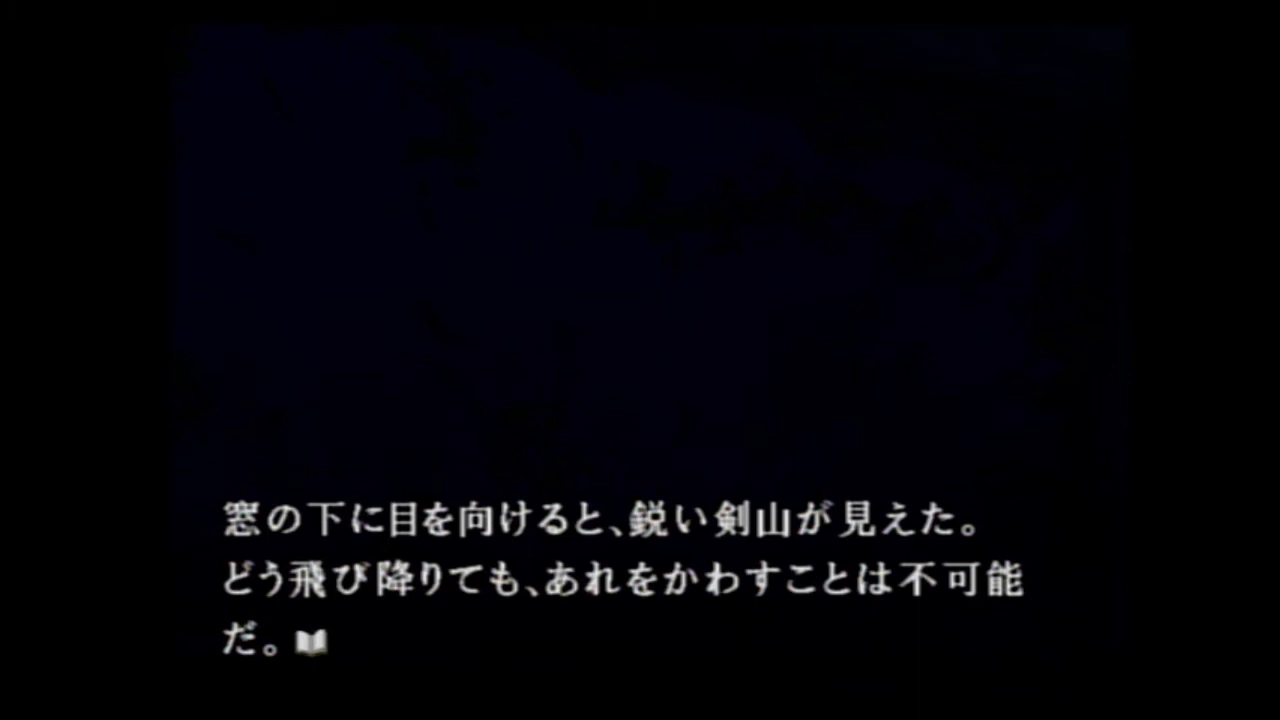 窓の下に目を向けると、鋭い剣山が見えた。
どう飛び降りても、あれをかわすことは不可能
だ。